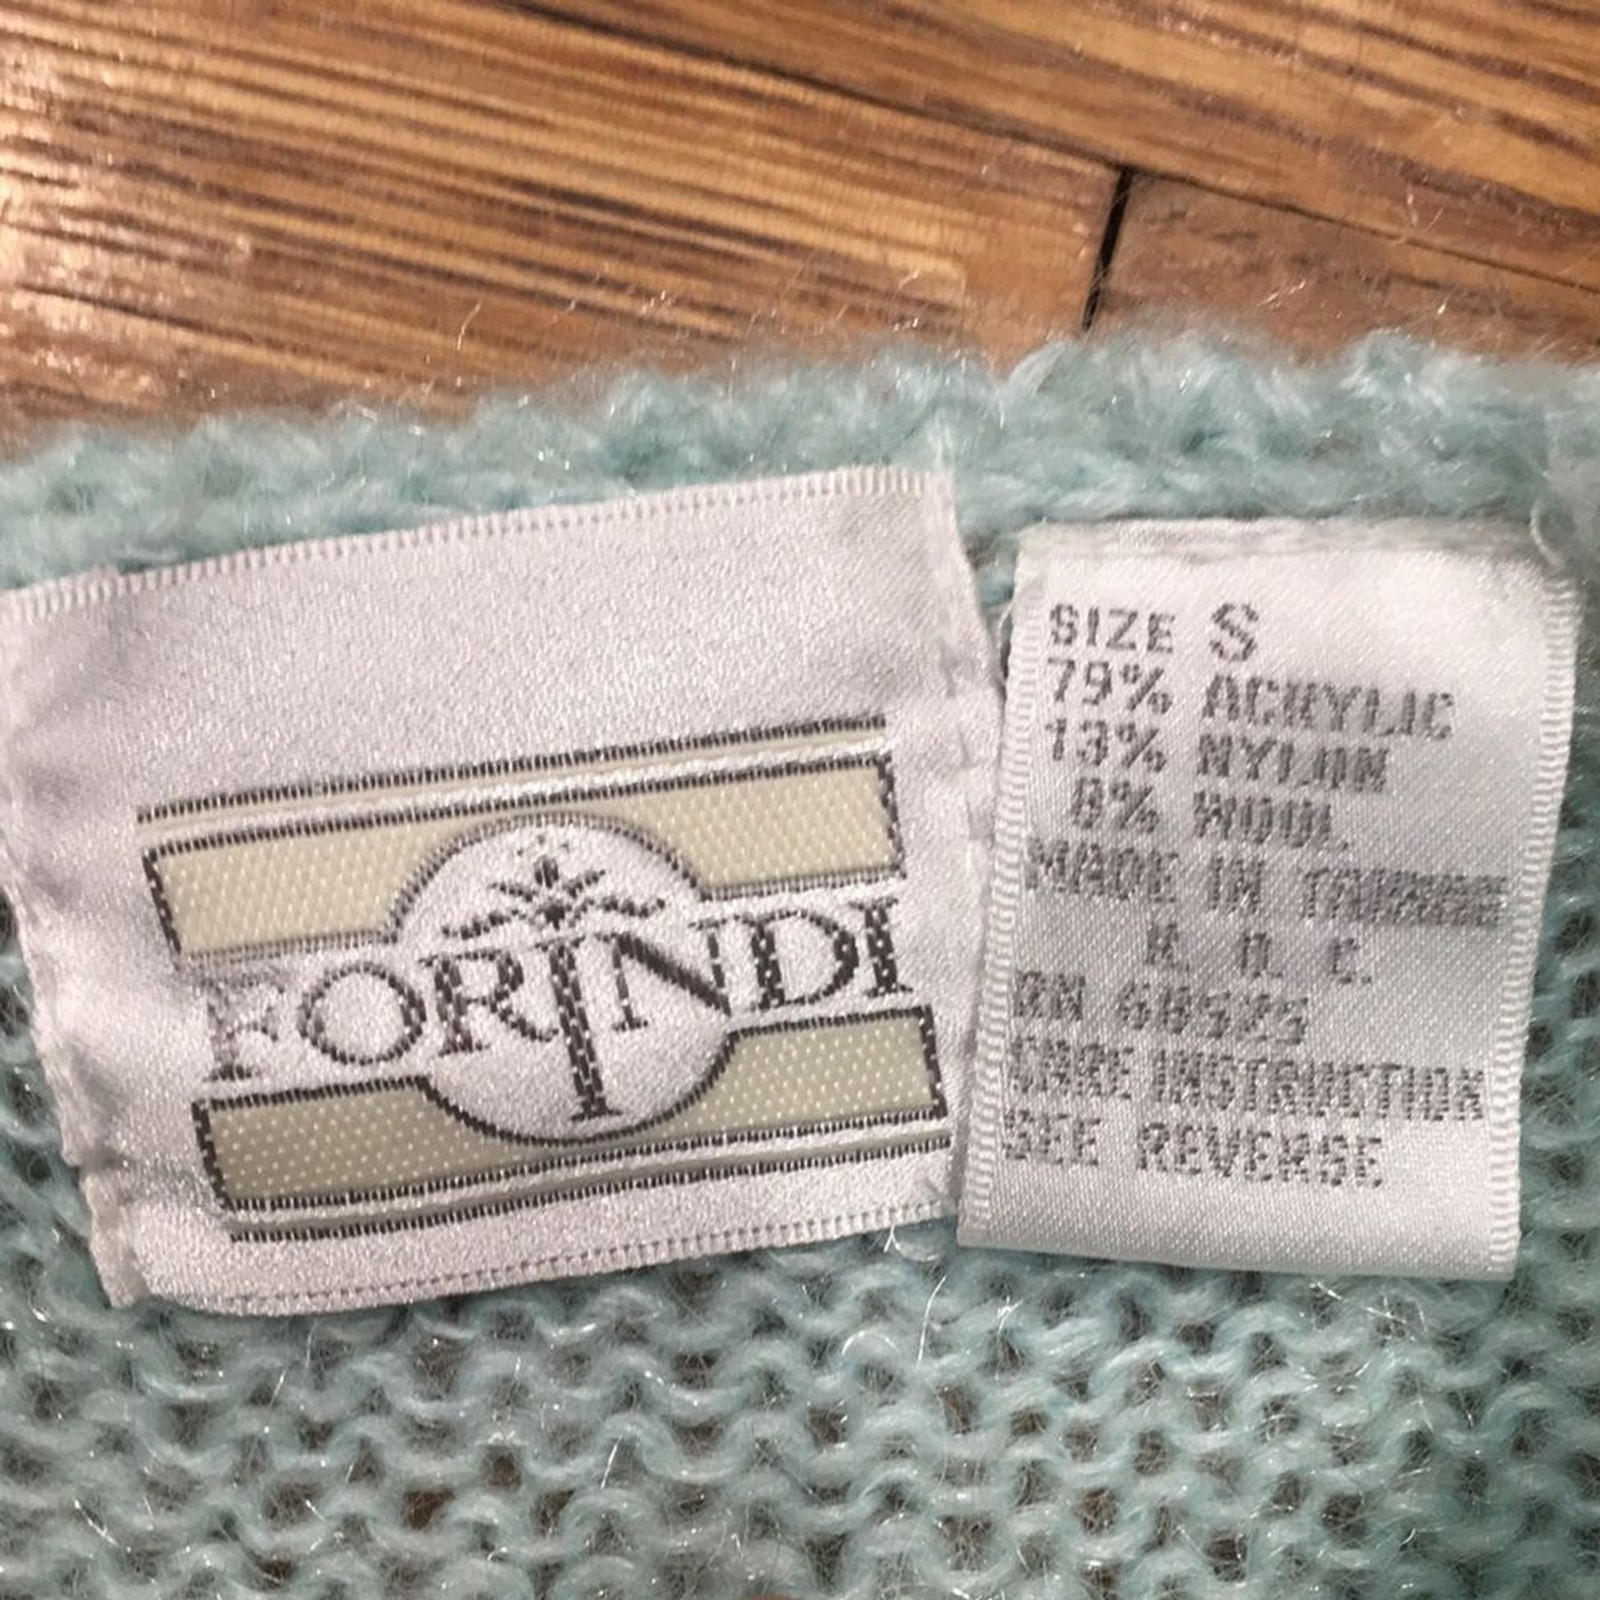 FORINDI
SIZE S
79% ACRYLIC
13% NYLON
8% WOOL
MADE IN TAIWAN
R. O. C.
RN
CARE INSTRUCTION
SEE REVERSE